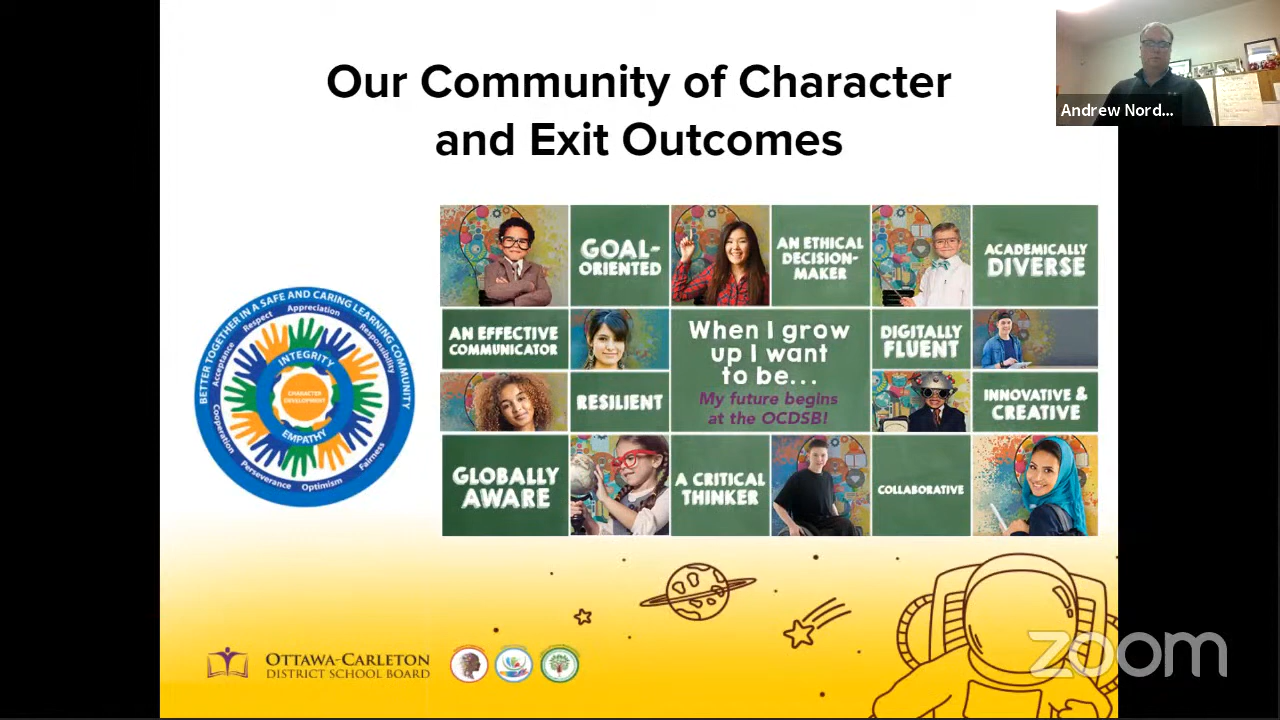 Our Community of Character
and Exit Outcomes
Andrew Nord...
GOAL-
ORIENTED
AN ETHICAL
DECISION-
MAKER
ACADEMICALLY
DIVERSE
AN EFFECTIVE
COMMUNICATOR
When I grow
up I want
to be...
My future begins
at the OCDSB!
DIGITALLY
FLUENT
RESILIENT
INNOVATIVE &
CREATIVE
GLOBALLY
AWARE
A CRITICAL
THINKER
COLLABORATIVE
BETTER TOGETHER IN A SAFE AND CARING LEARNING COMMUNITY
Cooperation
Acceptance
Respect
Appreciation
Responsibility
Fairness
Optimism
Perseverance
INTEGRITY
CHARACTER
DEVELOPMENT
EMPATHY
OTTAWA-CARLETON
DISTRICT SCHOOL BOARD
zoom